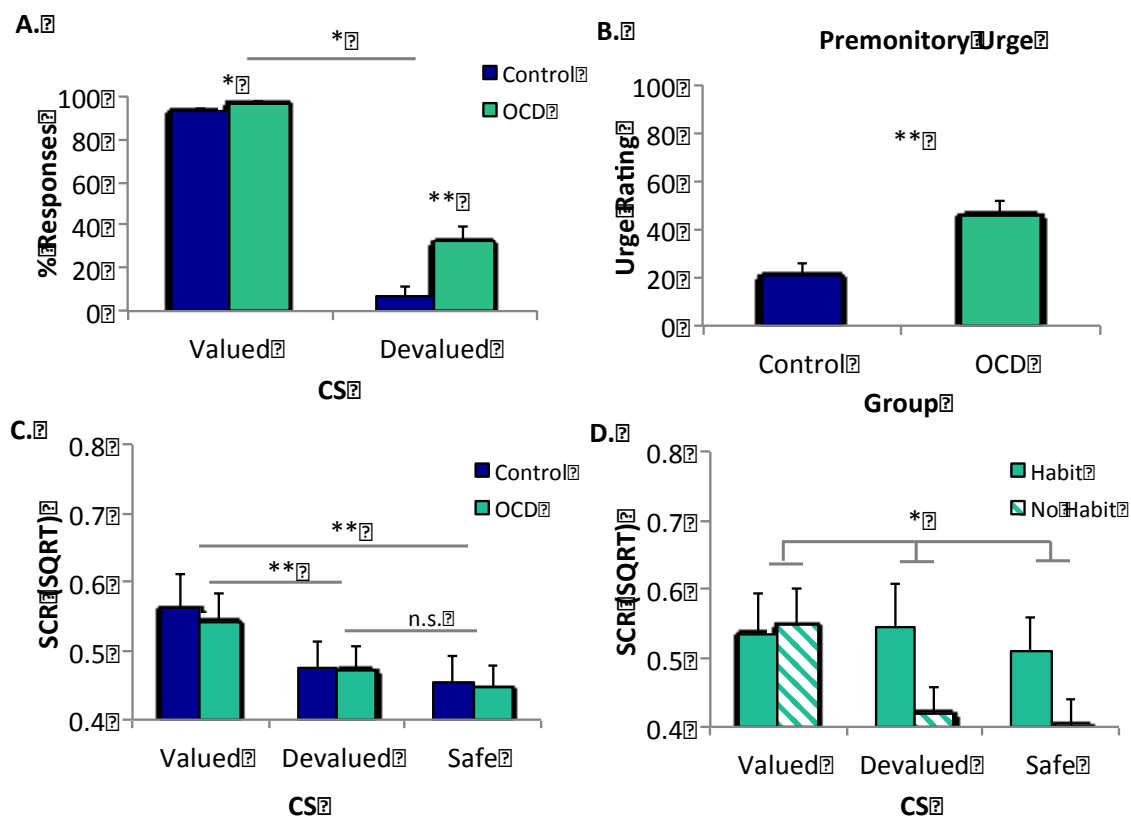 A.
*
Control
OCD
*
**
100
80
60
40
20
0
% Responses
Valued Devalued
CS
B.
Premonitory Urge
**
100
80
60
40
20
0
Urge Rating
Control OCD
Group
C.
Control
OCD
**
**
n.s.
0.8
0.7
0.6
0.5
0.4
SCR (SQRT)
Valued Devalued Safe
CS
D.
Habit
No Habit
*
0.8
0.7
0.6
0.5
0.4
SCR (SQRT)
Valued Devalued Safe
CS